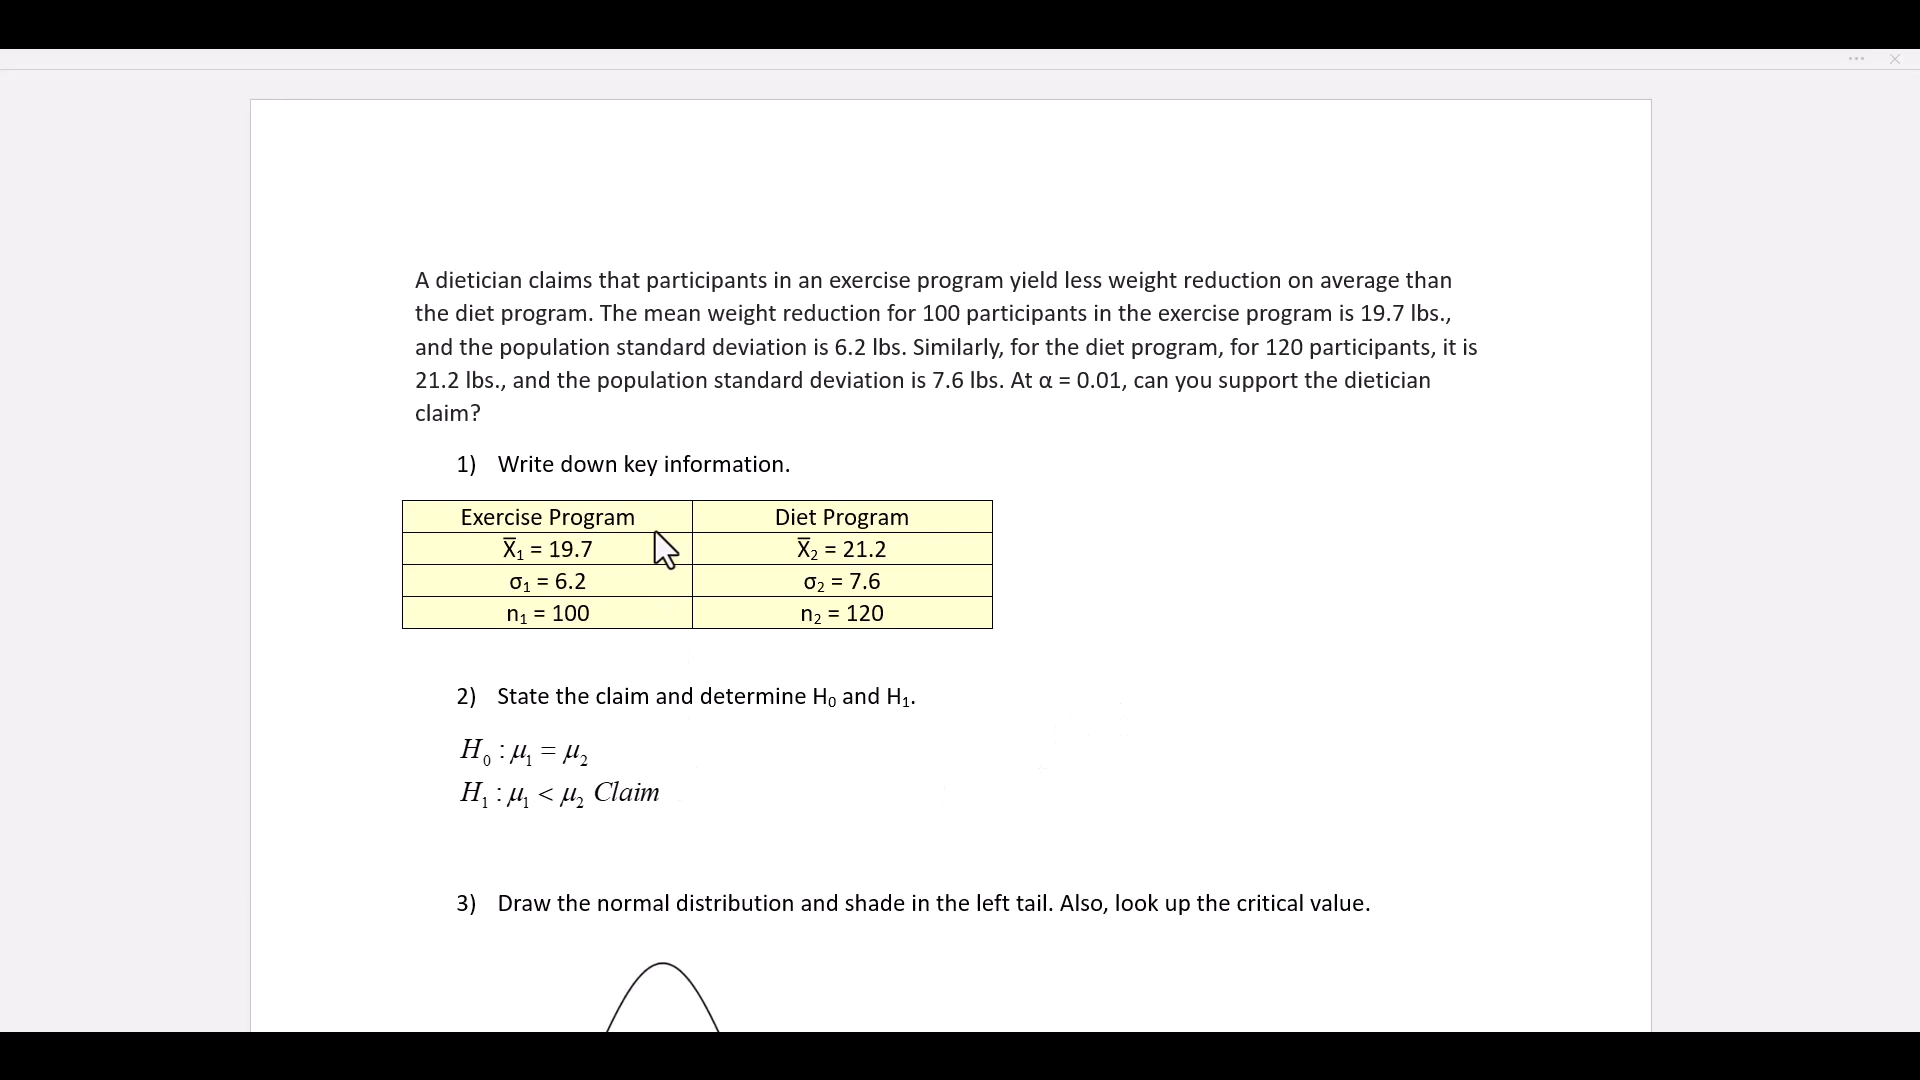 A dietician claims that participants in an exercise program yield less weight reduction on average than
the diet program. The mean weight reduction for 100 participants in the exercise program is 19.7 lbs.,
and the population standard deviation is 6.2 lbs. Similarly, for the diet program, for 120 participants, it is
21.2 lbs., and the population standard deviation is 7.6 lbs. At α = 0.01, can you support the dietician
claim?
1) Write down key information.
Exercise Program Diet Program
X̅₁ = 19.7 X̅₂ = 21.2
σ₁ = 6.2 σ₂ = 7.6
n₁ = 100 n₂ = 120
2) State the claim and determine H₀ and H₁.
H₀ : μ₁ = μ₂
H₁ : μ₁ < μ₂ Claim
3) Draw the normal distribution and shade in the left tail. Also, look up the critical value.